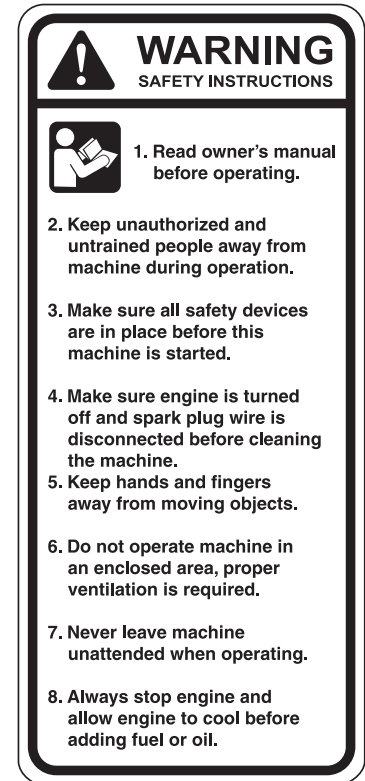 WARNING
SAFETY INSTRUCTIONS
1. Read owner's manual
before operating.
2. Keep unauthorized and
untrained people away from
machine during operation.
3. Make sure all safety devices
are in place before this
machine is started.
4. Make sure engine is turned
off and spark plug wire is
disconnected before cleaning
the machine.
5. Keep hands and fingers
away from moving objects.
6. Do not operate machine in
an enclosed area, proper
ventilation is required.
7. Never leave machine
unattended when operating.
8. Always stop engine and
allow engine to cool before
adding fuel or oil.